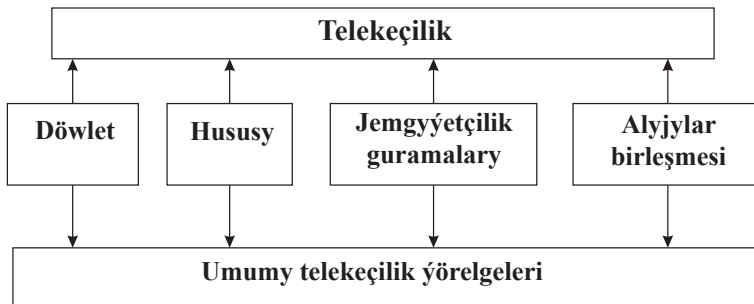 Telekeçilik
Döwlet
Hususy
Jemgyýetçilik
guramalary
Alyjylar
birleşmesi
Umumy telekeçilik ýörelgeleri